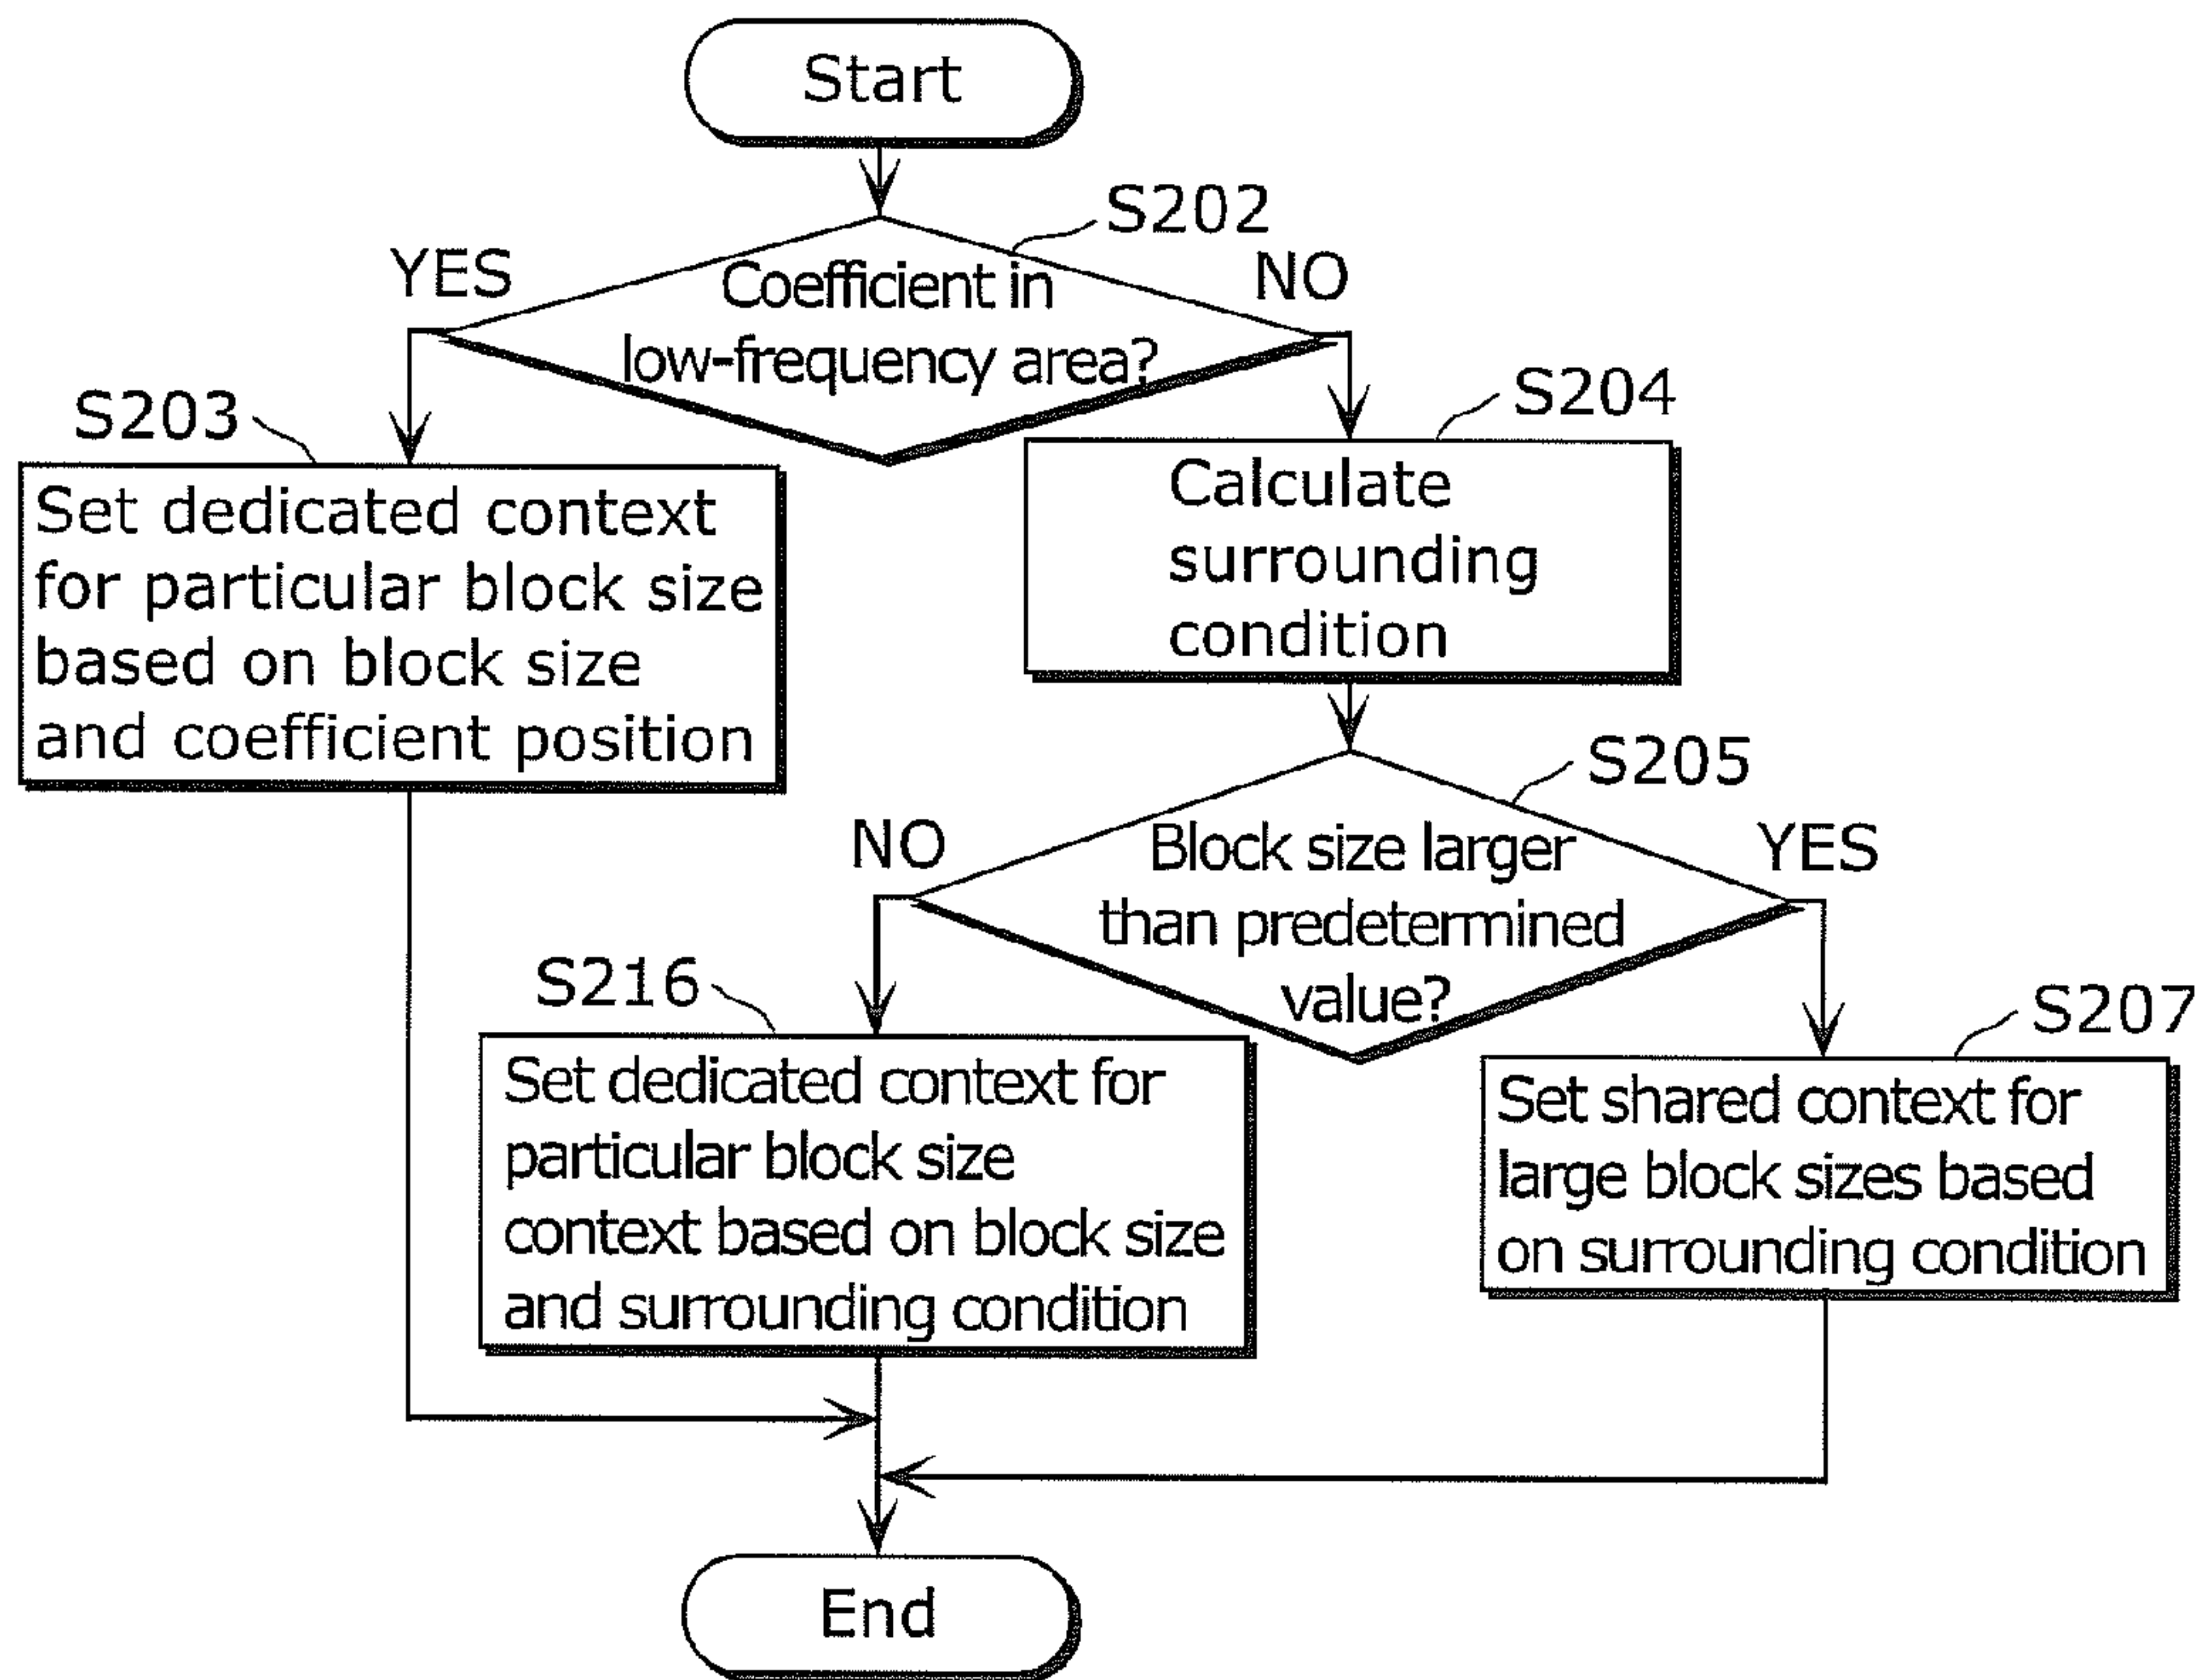 Start
S202
YES
NO
Coefficient in
low-frequency area?
S203
S204
Set dedicated context
for particular block size
based on block size
and coefficient position
Calculate
surrounding
condition
S205
NO
YES
Block size larger
than predetermined
value?
S216
S207
Set dedicated context for
particular block size
context based on block size
and surrounding condition
Set shared context for
large block sizes based
on surrounding condition
End